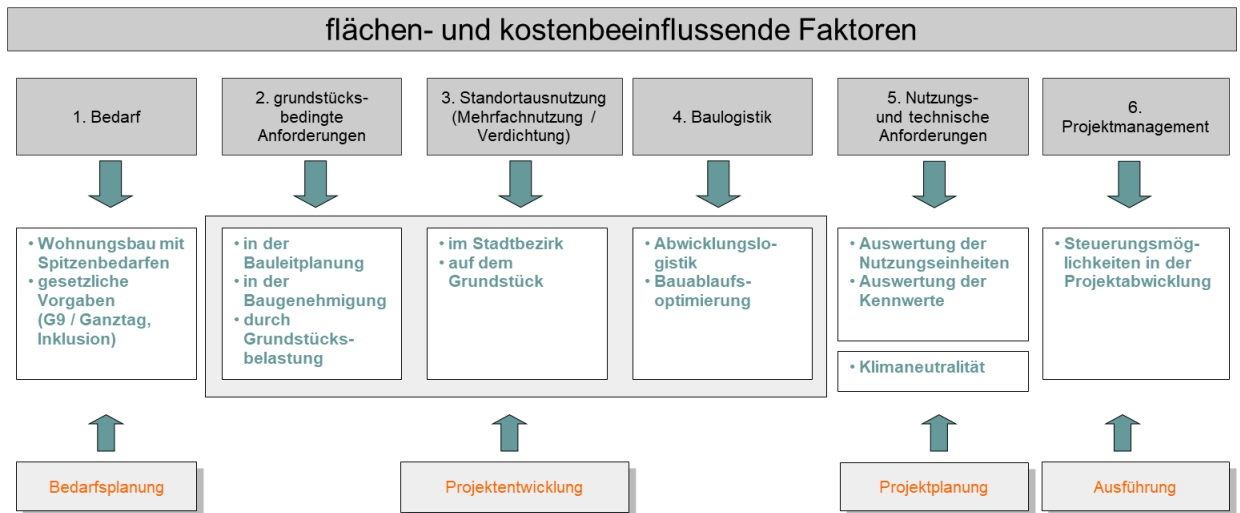 flächen- und kostenbeeinflussende Faktoren
1. Bedarf
2. grundstücks-
bedingte
Anforderungen
3. Standortausnutzung
(Mehrfachnutzung /
Verdichtung)
4. Baulogistik
5. Nutzungs-
und technische
Anforderungen
6.
Projektmanagement
• Wohnungsbau mit
Spitzenbedarfen
• gesetzliche
Vorgaben
(G9 / Ganztag,
Inklusion)
• in der
Bauleitplanung
• in der
Baugenehmigung
• durch
Grundstücks-
belastung
• im Stadtbezirk
• auf dem
Grundstück
• Abwicklungslo-
gistik
• Bauablaufs-
optimierung
• Auswertung der
Nutzungseinheiten
• Auswertung der
Kennwerte
• Klimaneutralität
• Steuerungsmög-
lichkeiten in der
Projektabwicklung
Bedarfsplanung
Projektentwicklung
Projektplanung
Ausführung